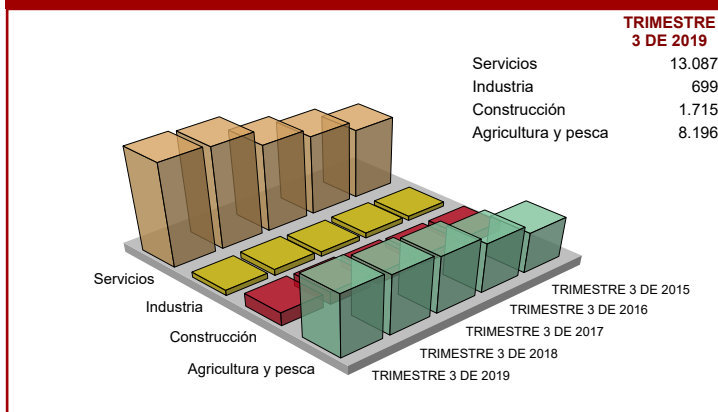 TRIMESTRE
3 DE 2019
Servicios 13.087
Industria 699
Construcción 1.715
Agricultura y pesca 8.196
Servicios
Industria
Construcción
Agricultura y pesca
TRIMESTRE 3 DE 2015
TRIMESTRE 3 DE 2016
TRIMESTRE 3 DE 2017
TRIMESTRE 3 DE 2018
TRIMESTRE 3 DE 2019